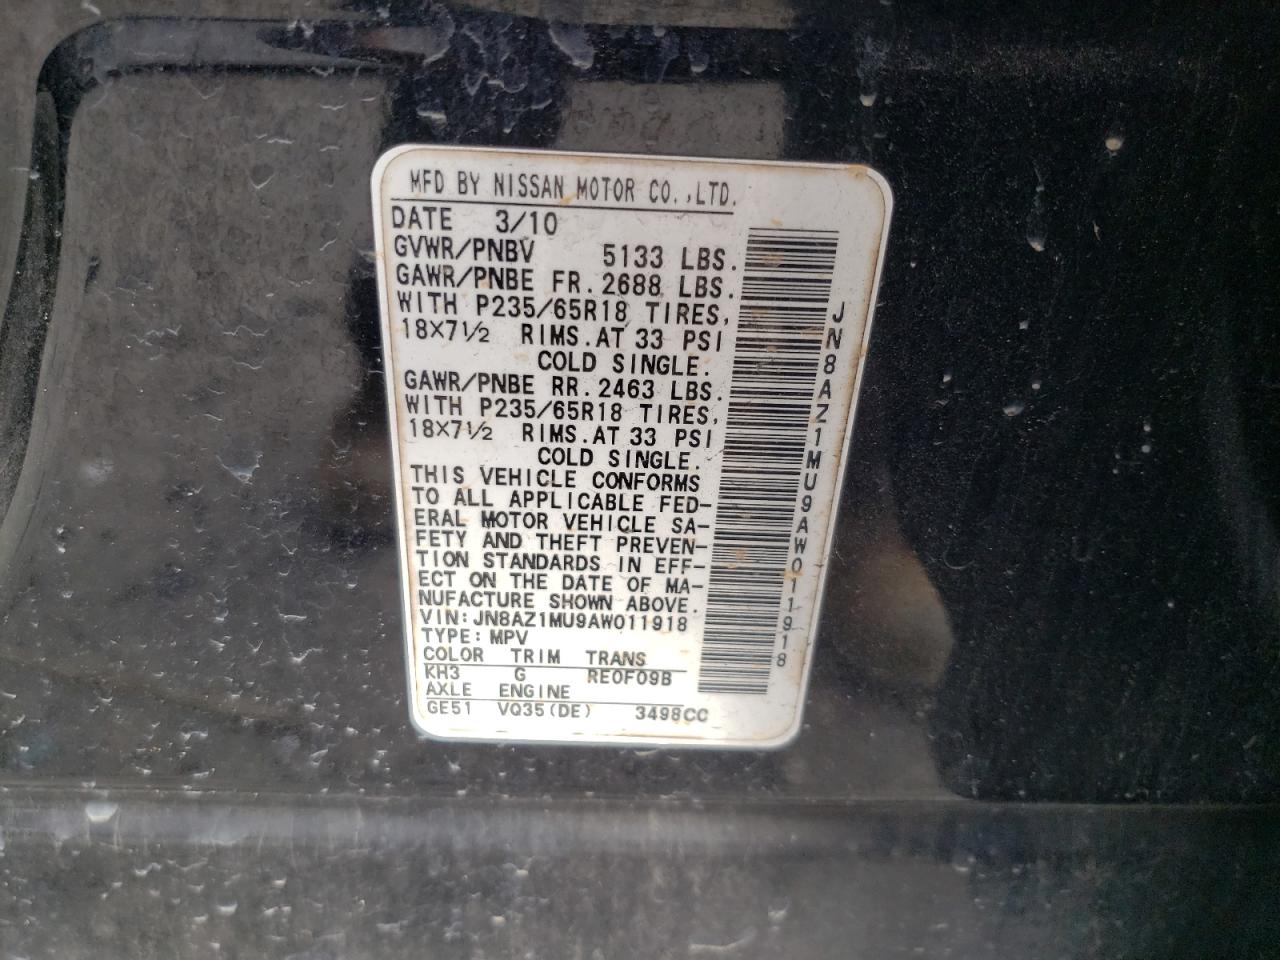 MFD BY NISSAN MOTOR CO.,LTD.
DATE 3/10
GVWR/PNBV 5133 LBS.
GAWR/PNBE FR. 2688 LBS.
WITH P235/65R18 TIRES,
18X7½ RIMS.AT 33 PSI
COLD SINGLE.
GAWR/PNBE RR. 2463 LBS.
WITH P235/65R18 TIRES,
18X7½ RIMS.AT 33 PSI
COLD SINGLE.
THIS VEHICLE CONFORMS
TO ALL APPLICABLE FED-
ERAL MOTOR VEHICLE SA-
FETY AND THEFT PREVEN-
TION STANDARDS IN EFF-
ECT ON THE DATE OF MA-
NUFACTURE SHOWN ABOVE.
VIN: JN8AZ1MU9AW011918
TYPE: MPV
COLOR TRIM TRANS
KH3 G RE0F09B
AXLE ENGINE
GE51 VQ35(DE) 3498CC
JN8AZ1MU9AW011918